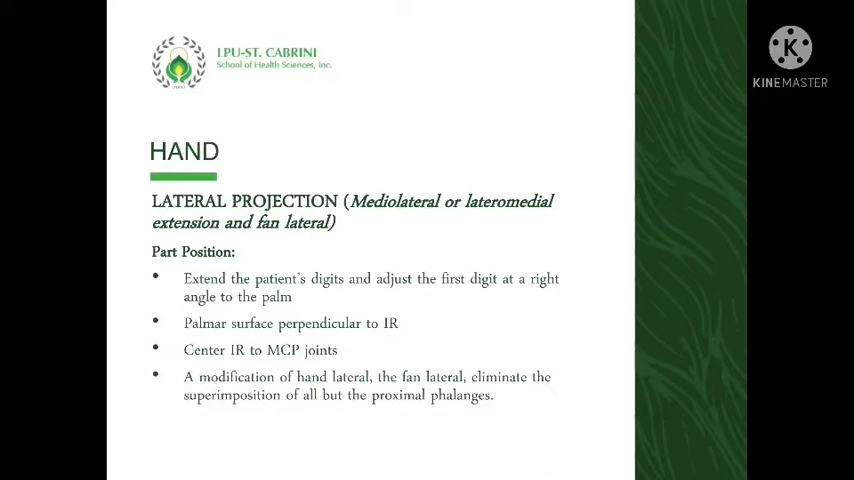 LPU-ST. CABRINI
School of Health Sciences, Inc.
K
KINEMASTER
HAND
LATERAL PROJECTION (Mediolateral or lateromedial
extension and fan lateral)
Part Position:
• Extend the patient's digits and adjust the first digit at a right
angle to the palm
• Palmar surface perpendicular to IR
• Center IR to MCP joints
• A modification of hand lateral, the fan lateral, eliminate the
superimposition of all but the proximal phalanges.